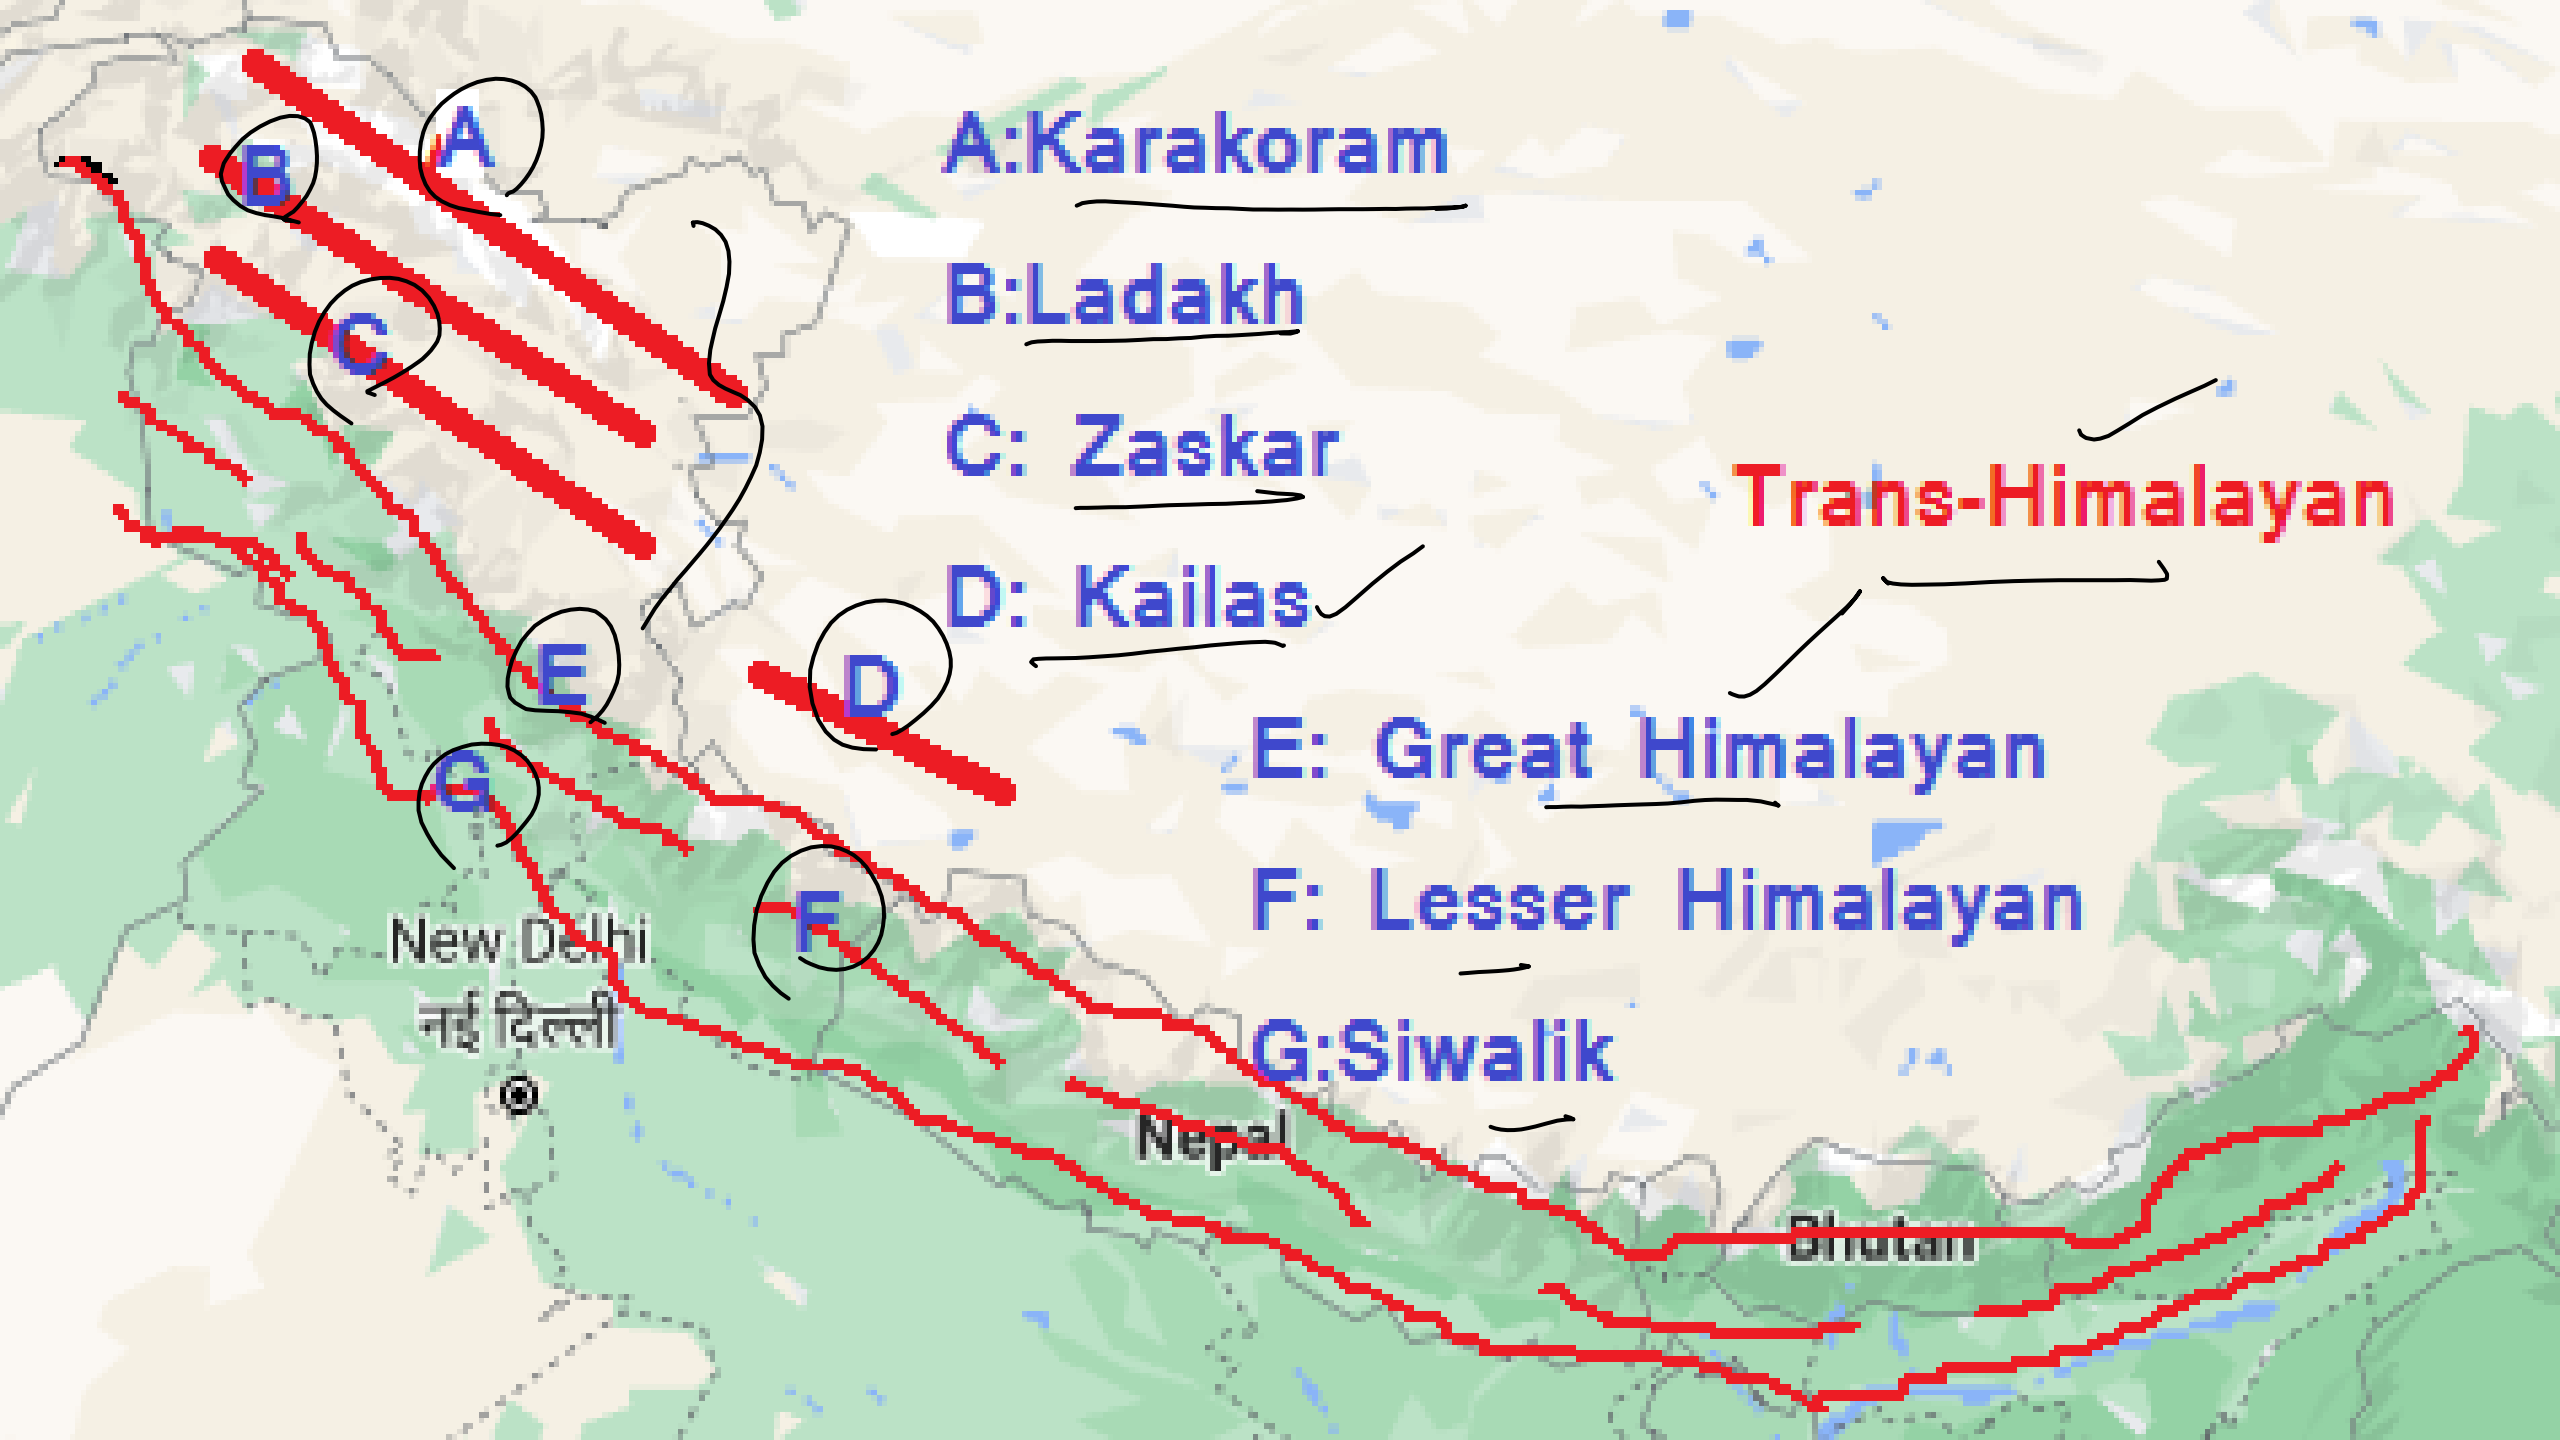 A
B
C
A:Karakoram
B:Ladakh
C: Zaskar
Trans-Himalayan
D: Kailas
E
D
G
E: Great Himalayan
F
F: Lesser Himalayan
New Delhi
नई दिल्ली
G:Siwalik
Nepal
Bhutan